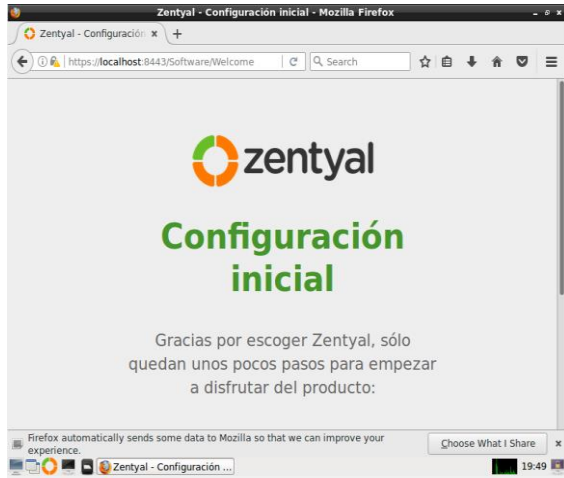 Zentyal - Configuración inicial - Mozilla Firefox
Zentyal - Configuración
https://localhost:8443/Software/Welcome
Search
zentyal
Configuración
inicial
Gracias por escoger Zentyal, sólo
quedan unos pocos pasos para empezar
a disfrutar del producto:
Firefox automatically sends some data to Mozilla so that we can improve your
experience.
Choose What I Share
Zentyal - Configuración ...
19:49